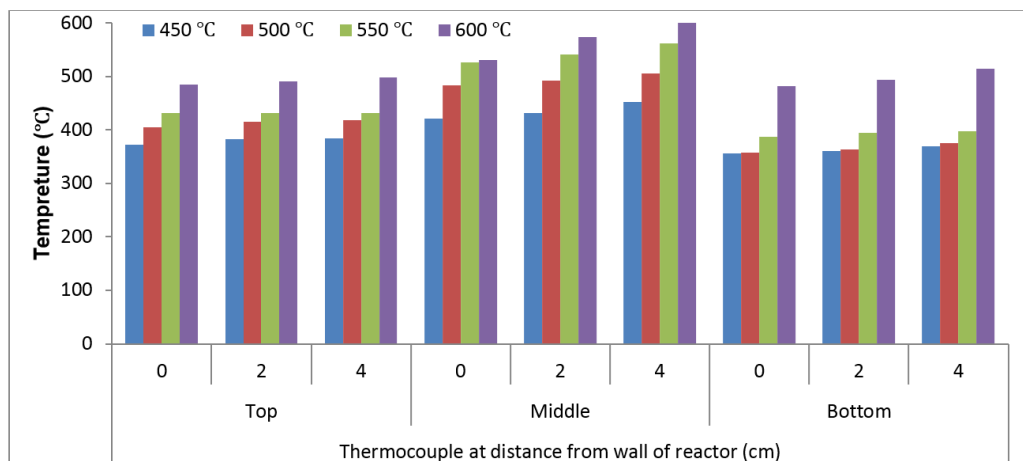 600
450 ℃ 500 ℃ 550 ℃ 600 ℃
500
400
300
200
100
0
Tempreture (℃)
0 2 4 0 2 4 0 2 4
Top Middle Bottom
Thermocouple at distance from wall of reactor (cm)